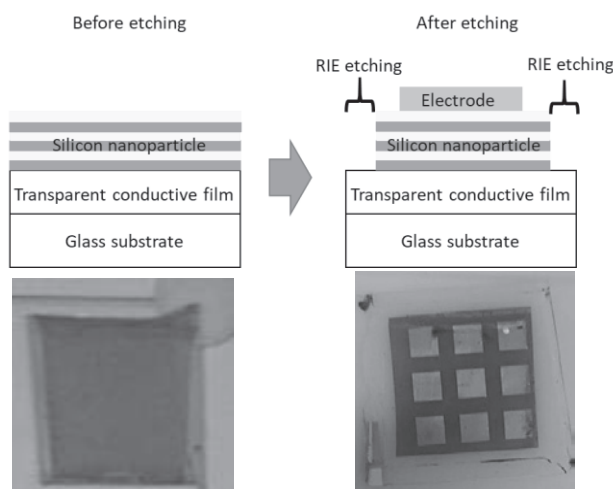 Before etching
After etching
RIE etching
RIE etching
Electrode
Silicon nanoparticle
Silicon nanoparticle
Transparent conductive film
Transparent conductive film
Glass substrate
Glass substrate